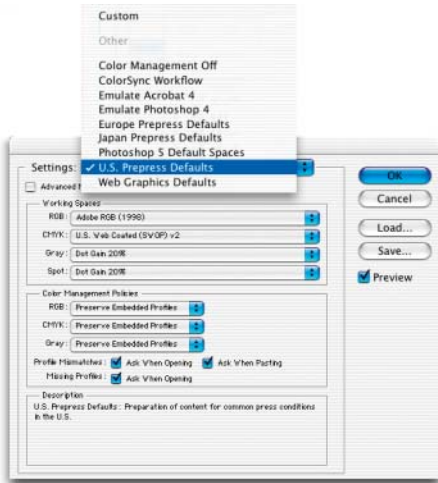 Custom
Other
Color Management Off
ColorSync Workflow
Emulate Acrobat 4
Emulate Photoshop 4
Europe Prepress Defaults
Japan Prepress Defaults
Photoshop 5 Default Spaces
Settings: ✓ U.S. Prepress Defaults
Web Graphics Defaults
Advanced
OK
Cancel
Load...
Save...
Preview
Working Spaces
RGB: Adobe RGB (1998)
CMYK: U.S. Web Coated (SWOP) v2
Gray: Dot Gain 20%
Spot: Dot Gain 20%
Color Management Policies
RGB: Preserve Embedded Profiles
CMYK: Preserve Embedded Profiles
Gray: Preserve Embedded Profiles
Profile Mismatches: Ask When Opening Ask When Pasting
Missing Profiles: Ask When Opening
Description
U.S. Prepress Defaults: Preparation of content for common press conditions
in the U.S.